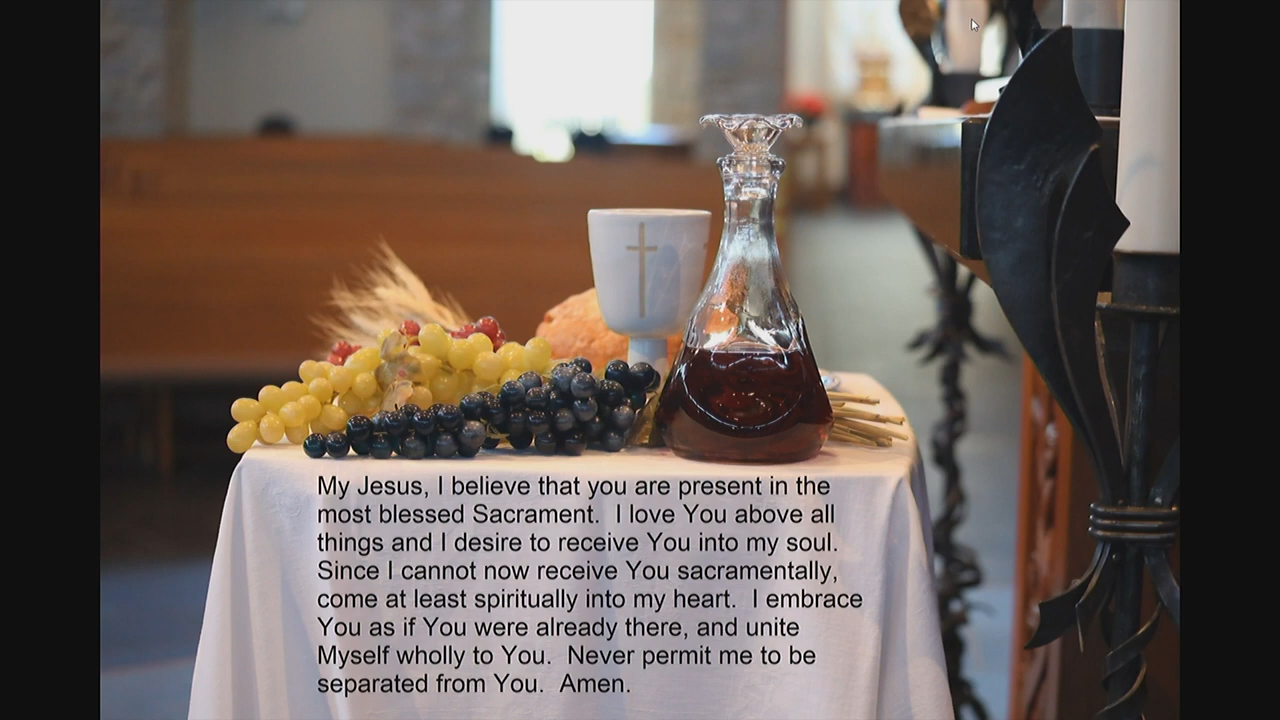 My Jesus, I believe that you are present in the
most blessed Sacrament.  I love You above all
things and I desire to receive You into my soul.
Since I cannot now receive You sacramentally,
come at least spiritually into my heart.  I embrace
You as if You were already there, and unite
Myself wholly to You.  Never permit me to be
separated from You.  Amen.